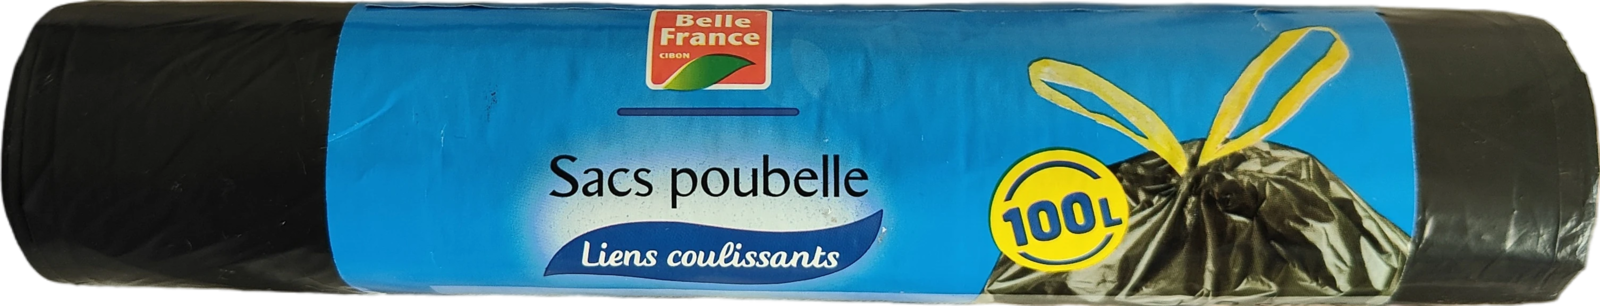 Belle
France
CIBON
Sacs poubelle
Liens coulissants
100L